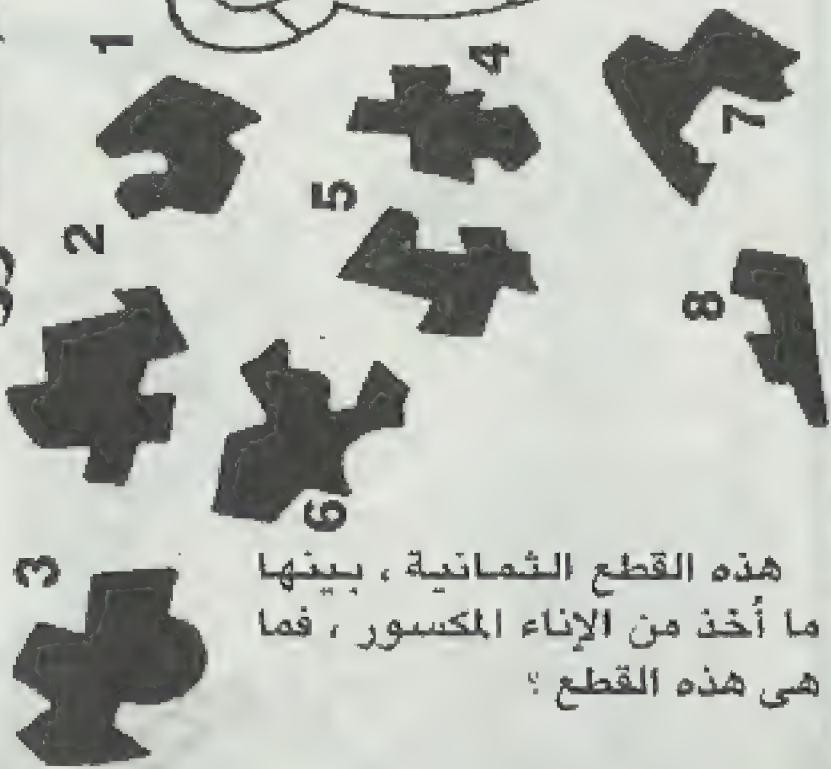 1
2
3
4
5
6
7
8
هذه القطع الثمانية ، بينها
ما أخذ من الإناء المكسور ، فما
هى هذه القطع ؟